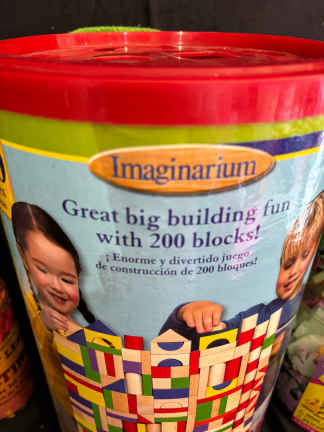 Imaginarium
Great big building fun
with 200 blocks!
¡ Enorme y divertido juego
de construcción de 200 bloques!